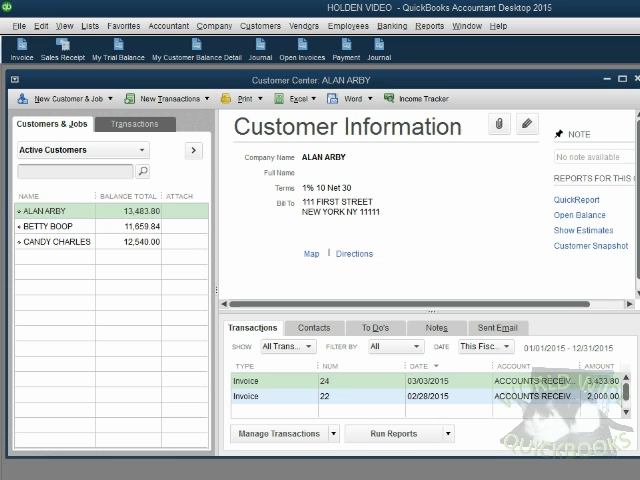 HOLDEN VIDEO - QuickBooks Accountant Desktop 2015
File Edit View Lists Favorites Accountant Company Customers Vendors Employees Banking Reports Window Help
Invoice Sales Receipt My Trial Balance My Customer Balance Detail Journal Open Invoices Payment Journal
Customer Center: ALAN ARBY
New Customer & Job New Transactions Print Excel Word Income Tracker
Customers & Jobs Transactions
Active Customers
NAME BALANCE TOTAL ATTACH
ALAN ARBY 13,483.80
BETTY BOOP 11,659.84
CANDY CHARLES 12,540.00
Customer Information
Company Name ALAN ARBY
Full Name
Terms 1% 10 Net 30
Bill To 111 FIRST STREET
NEW YORK NY 11111
Map | Directions
NOTE
No note available
REPORTS FOR THIS C
QuickReport
Open Balance
Show Estimates
Customer Snapshot
Transactions Contacts To Do's Notes Sent Email
SHOW All Trans... FILTER BY All DATE This Fisc... 01/01/2015 - 12/31/2015
TYPE NUM DATE ACCOUNT AMOUNT
Invoice 24 03/03/2015 ACCOUNTS RECEIV... 3,433.80
Invoice 22 02/28/2015 ACCOUNTS RECEIV... 2,000.00
Manage Transactions Run Reports
WORLD WIDE
QUICKBOOKS